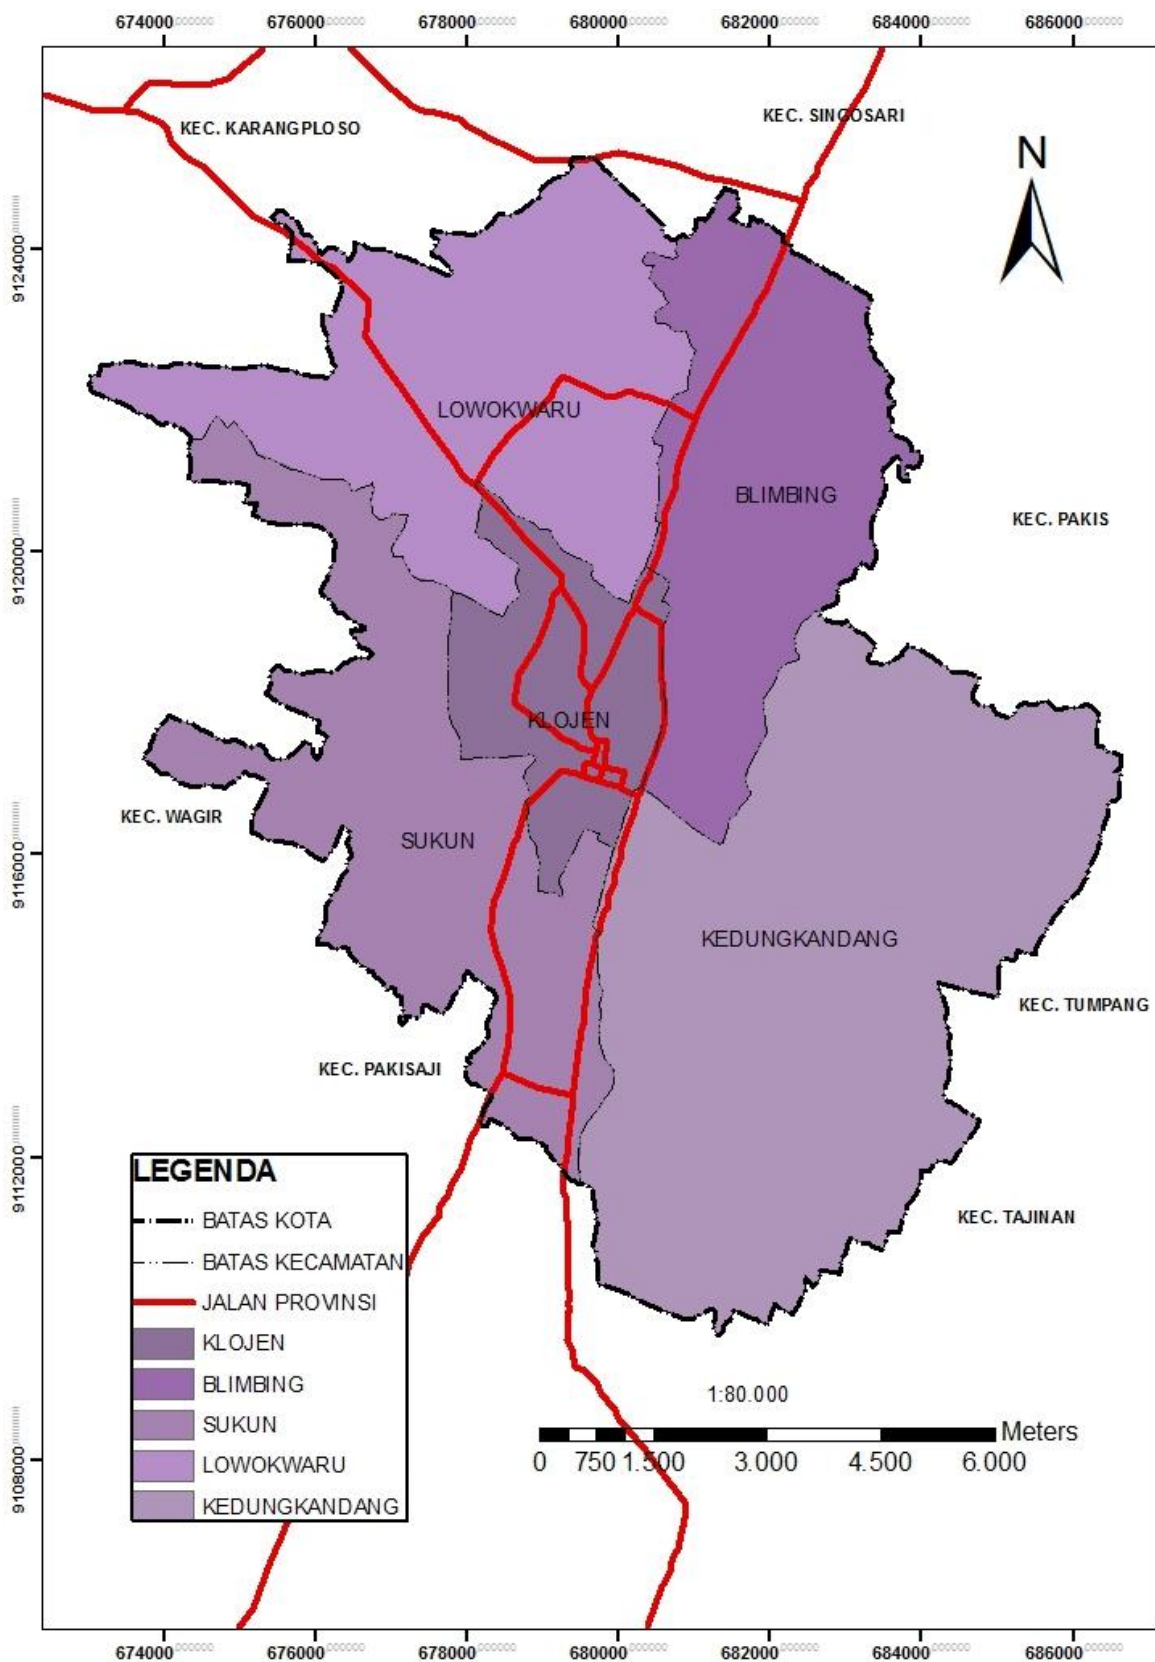 674000 676000 678000 680000 682000 684000 686000
KEC. KARANGPLOSO
KEC. SINGOSARI
N
9124000
LOWOKWARU
BLIMBING
KEC. PAKIS
9120000
KLOJEN
KEC. WAGIR
SUKUN
9116000
KEDUNGKANDANG
KEC. TUMPANG
KEC. PAKISAJI
9112000
KEC. TAJINAN
LEGENDA
BATAS KOTA
BATAS KECAMATAN
JALAN PROVINSI
KLOJEN
BLIMBING
SUKUN
LOWOKWARU
KEDUNGKANDANG
1:80.000
Meters
0 750 1.500 3.000 4.500 6.000
9108000
674000 676000 678000 680000 682000 684000 686000